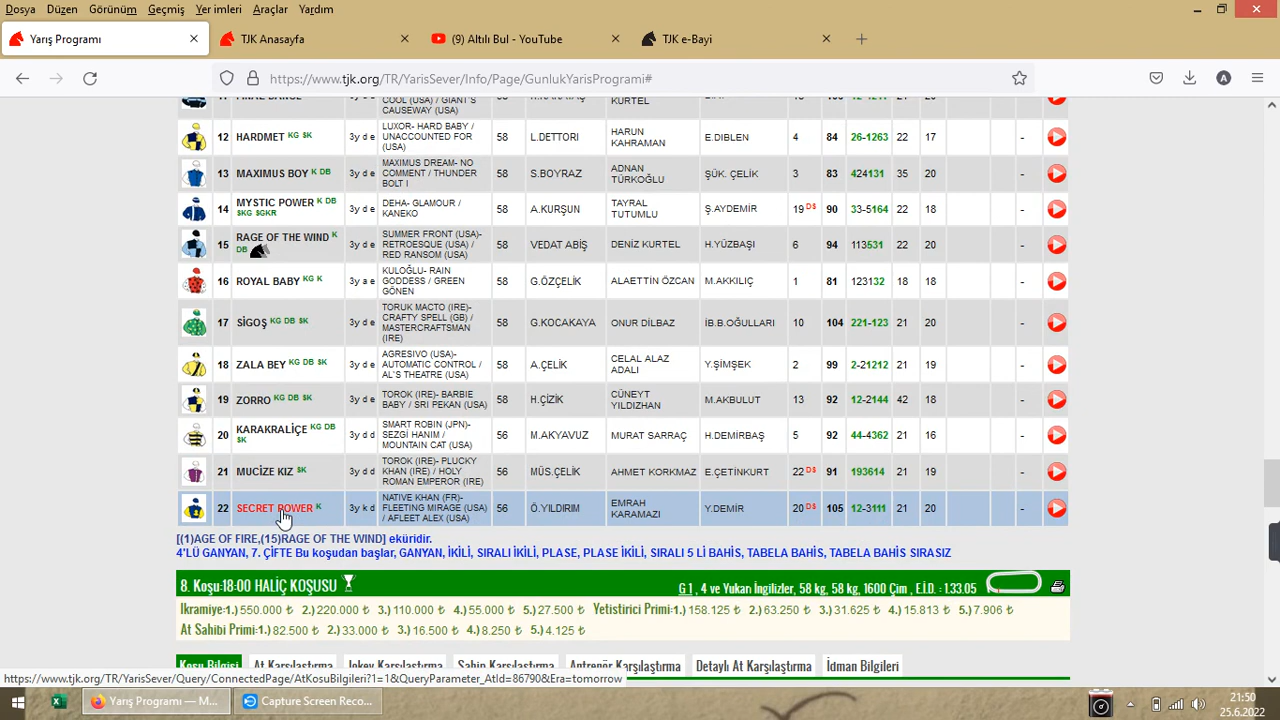 Dosya Düzen Görünüm Geçmiş Yer imleri Araçlar Yardım
Yarış Programı TJK Anasayfa (9) Altılı Bul - YouTube TJK e-Bayi
https://www.tjk.org/TR/YarisSever/Info/Page/GunlukYarisProgrami#
COOL (USA) / GIANT'S
CAUSEWAY (USA)
KURTEL
12 HARDMET KG SK 3y d e LUXOR- HARD BABY / UNACCOUNTED FOR (USA) 58 L.DETTORI HARUN KAHRAMAN E.DIBLEN 4 84 26-1263 22 17 -
13 MAXIMUS BOY K DB 3y d e MAXIMUS DREAM- NO COMMENT / THUNDER BOLT I 58 S.BOYRAZ ADNAN TÜRKOĞLU ŞÜK. ÇELİK 3 83 424131 35 20 -
14 MYSTIC POWER K DB SKG SGKR 3y d e DEHA- GLAMOUR / KANEKO 58 A.KURŞUN TAYRAL TUTUMLU Ş.AYDEMİR 19 DS 90 33-5164 22 18 -
15 RAGE OF THE WIND K DB 3y d e SUMMER FRONT (USA)- RETROESQUE (USA) / RED RANSOM (USA) 58 VEDAT ABİŞ DENİZ KURTEL H.YÜZBAŞI 6 94 113531 22 20 -
16 ROYAL BABY KG K 3y a e KULOĞLU- RAIN GODDESS / GREEN GÖNEN 58 G.ÖZÇELİK ALAETTİN ÖZCAN M.AKKILIÇ 1 81 123132 18 18 -
17 SİGOŞ KG DB SK 3y d e TORUK MACTO (IRE)- CRAFTY SPELL (GB) / MASTERCRAFTSMAN (IRE) 58 G.KOCAKAYA ONUR DİLBAZ İB.B.OĞULLARI 10 104 221-123 21 20 -
18 ZALA BEY KG DB SK 3y d e AGRESIVO (USA)- AUTOMATIC CONTROL / AL'S THEATRE (USA) 58 A.ÇELİK CELAL ALAZ ADALI Y.ŞİMŞEK 2 99 2-21212 21 19 -
19 ZORRO KG DB SK 3y d e TOROK (IRE)- BARBIE BABY / SRI PEKAN (USA) 58 H.ÇİZİK CÜNEYT YILDIZHAN M.AKBULUT 13 92 12-2144 42 18 -
20 KARAKRALİÇE KG DB SK 3y d d SMART ROBIN (JPN)- SEZGİ HANIM / MOUNTAIN CAT (USA) 56 M.AKYAVUZ MURAT SARRAÇ H.DEMİRBAŞ 5 92 44-4362 21 16 -
21 MUCİZE KIZ SK 3y d d TOROK (IRE)- PLUCKY KHAN (IRE) / HOLY ROMAN EMPEROR (IRE) 56 MÜS.ÇELİK AHMET KORKMAZ E.ÇETİNKURT 22 DS 91 193614 21 19 -
22 SECRET POWER K 3y k d NATIVE KHAN (FR)- FLEETING MIRAGE (USA) / AFLEET ALEX (USA) 56 Ö.YILDIRIM EMRAH KARAMAZI Y.DEMİR 20 DS 105 12-3111 21 20 -
[(1)AGE OF FIRE,(15)RAGE OF THE WIND] eküridir.
4'LÜ GANYAN, 7. ÇİFTE Bu koşudan başlar, GANYAN, İKİLİ, SIRALI İKİLİ, PLASE, PLASE İKİLİ, SIRALI 5 Lİ BAHİS, TABELA BAHİS, TABELA BAHİS SIRASIZ
8. Koşu:18:00 HALİÇ KOŞUSU G 1 , 4 ve Yukarı İngilizler, 58 kg, 58 kg, 1600 Çim , E.İ.D. : 1.33.05
Ikramiye:1.) 550.000 ₺ 2.) 220.000 ₺ 3.) 110.000 ₺ 4.) 55.000 ₺ 5.) 27.500 ₺ Yetistirici Primi:1.) 158.125 ₺ 2.) 63.250 ₺ 3.) 31.625 ₺ 4.) 15.813 ₺ 5.) 7.906 ₺
At Sahibi Primi:1.) 82.500 ₺ 2.) 33.000 ₺ 3.) 16.500 ₺ 4.) 8.250 ₺ 5.) 4.125 ₺
Koşu Bilgisi At Karşılaştırma Jokey Karşılaştırma Sahip Karşılaştırma Antrenör Karşılaştırma Detaylı At Karşılaştırma İdman Bilgileri
https://www.tjk.org/TR/YarisSever/Query/ConnectedPage/AtKosuBilgileri?1=1&QueryParameter_AtId=86790&Era=tomorrow
Yarış Programı — M... Capture Screen Reco...
21:50
25.6.2022